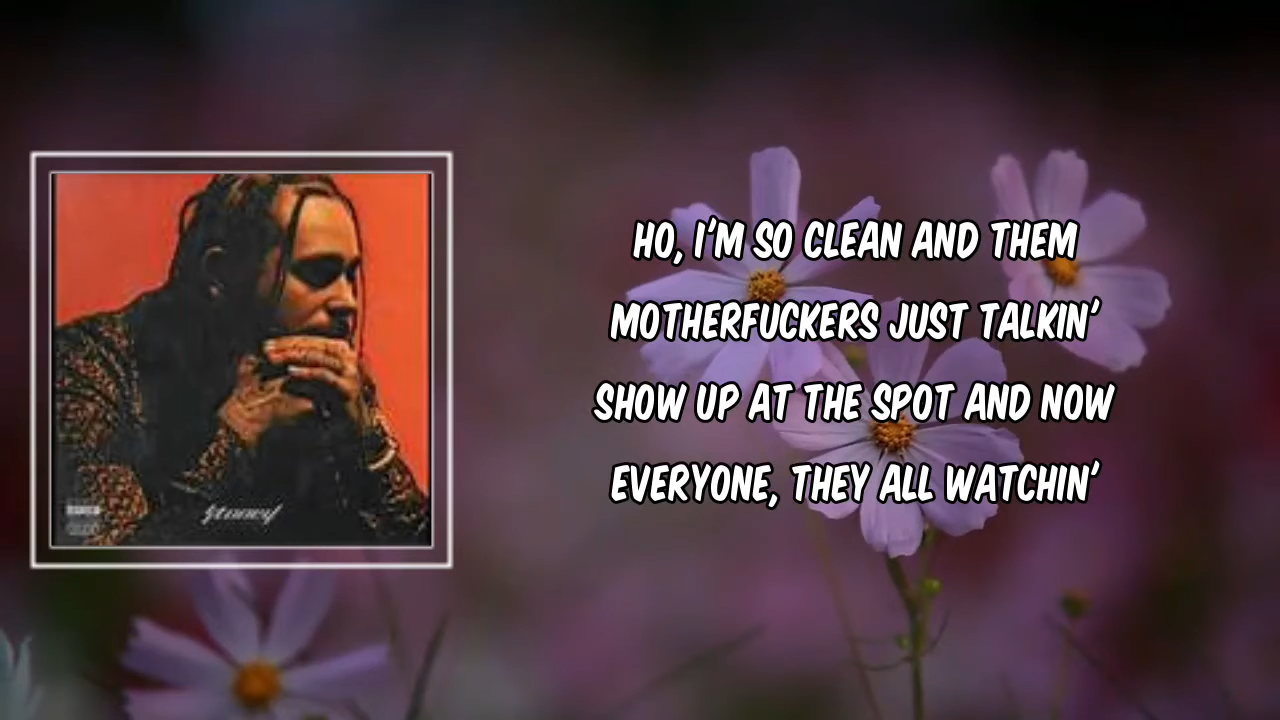 HO, I'M SO CLEAN AND THEM
MOTHERFUCKERS JUST TALKIN'
SHOW UP AT THE SPOT AND NOW
EVERYONE, THEY ALL WATCHIN'
Stoney